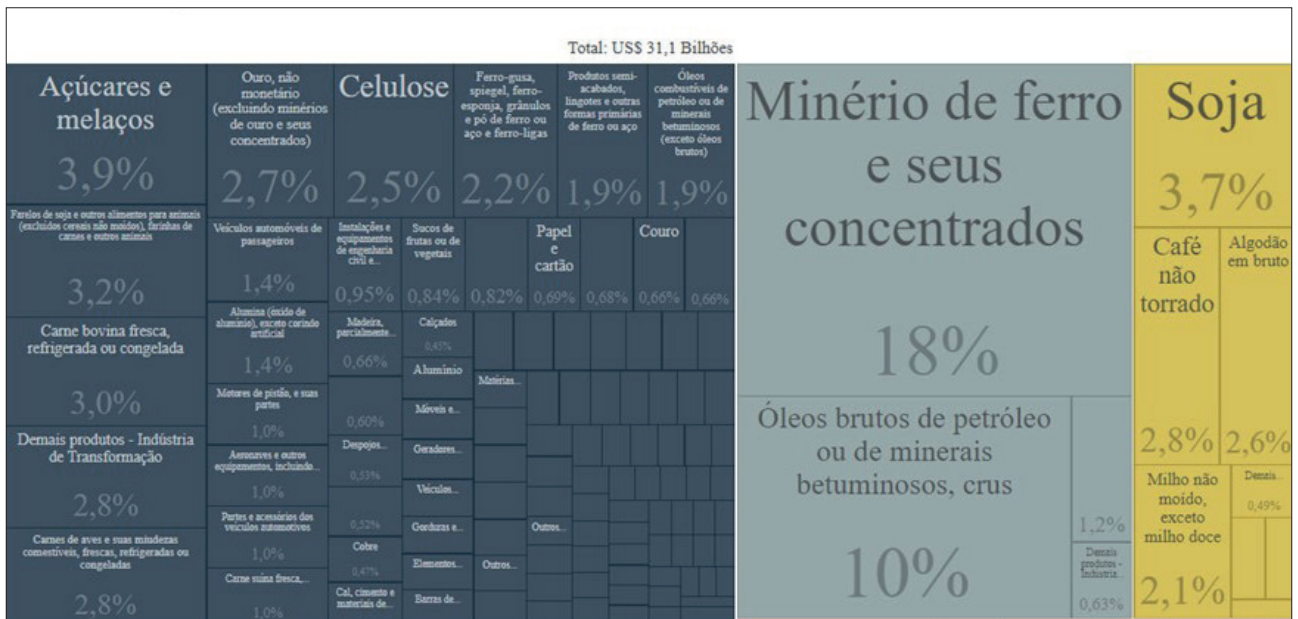 Total: US$ 31,1 Bilhões
Açúcares e
melaços
3,9%
Farelos de soja e outros alimentos para animais
(excluídos cereais não moídos), farinhas de
carnes e outros animais
3,2%
Carne bovina fresca,
refrigerada ou congelada
3,0%
Demais produtos - Indústria
de Transformação
2,8%
Carnes de aves e suas miudezas
comestíveis, frescas, refrigeradas ou
congeladas
2,8%
Ouro, não
monetário
(excluindo minérios
de ouro e seus
concentrados)
2,7%
Veículos automóveis de
passageiros
1,4%
Alumina (óxido de
alumínio), exceto corindo
artificial
1,4%
Motores de pistão, e suas
partes
1,0%
Aeronaves e outros
equipamentos, incluindo...
1,0%
Partes e acessórios dos
veículos automotivos
1,0%
Carne suína fresca,...
1,0%
Celulose
2,5%
Ferro-gusa,
spiegel, ferro-
esponja, grânulos
e pó de ferro ou
aço e ferro-ligas
2,2%
Produtos semi-
acabados,
lingotes e outras
formas primárias
de ferro ou aço
1,9%
Óleos
combustíveis de
petróleo ou de
minerais
betuminosos
(exceto óleos
brutos)
1,9%
Instalações e
equipamentos
de engenharia
civil e...
0,95%
Sucos de
frutas ou de
vegetais
0,84%
0,82%
Papel
e
cartão
0,69%
0,68%
Couro
0,66%
0,66%
Madeira,
parcialmente...
0,66%
0,60%
Despojos...
0,53%
0,52%
Cobre
0,47%
Cal, cimento e
materiais de...
Calçados
0,45%
Alumínio
Móveis e...
Geradores...
Veículos...
Gorduras e...
Elementos...
Barras de...
Matérias...
Outros...
Outros...
Minério de ferro
e seus
concentrados
18%
Óleos brutos de petróleo
ou de minerais
betuminosos, crus
10%
1,2%
Demais
produtos -
Indústria...
0,63%
Soja
3,7%
Café
não
torrado
2,8%
Algodão
em bruto
2,6%
Milho não
moído,
exceto
milho doce
2,1%
Demais...
0,49%